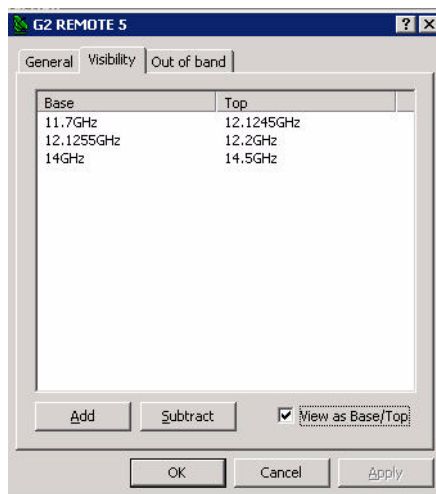 G2 REMOTE 5
General Visibility Out of band
Base Top
11.7GHz 12.1245GHz
12.1255GHz 12.2GHz
14GHz 14.5GHz
Add Subtract View as Base/Top
OK Cancel Apply